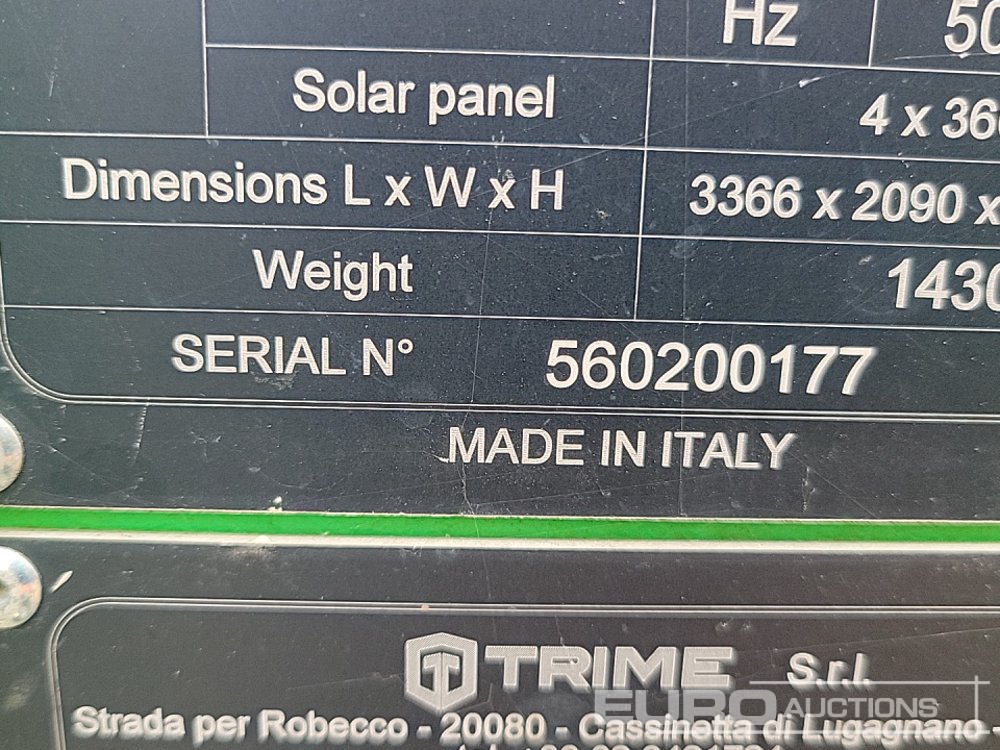 Hz 50
Solar panel 4 x 36
Dimensions L x W x H 3366 x 2090 x
Weight 1430
SERIAL N° 560200177
MADE IN ITALY
TRIME S.r.l.
Strada per Robecco - 20080 - Cassinetta di Lugagnano
EURO AUCTIONS